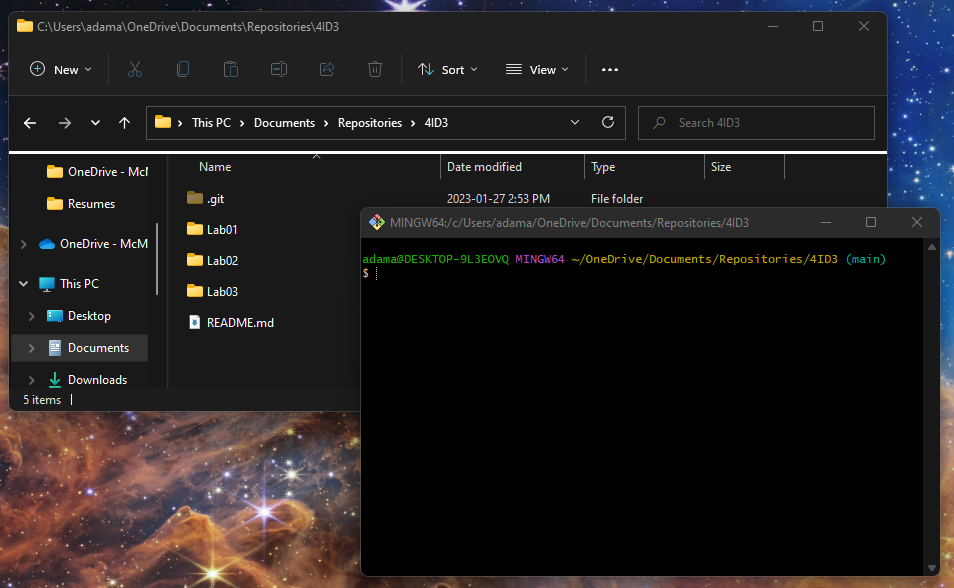 C:\Users\adama\OneDrive\Documents\Repositories\4ID3
New Sort View
This PC Documents Repositories 4ID3 Search 4ID3
Name Date modified Type Size
OneDrive - McM
Resumes
OneDrive - McM
This PC
Desktop
Documents
Downloads
.git 2023-01-27 2:53 PM File folder
Lab01
Lab02
Lab03
README.md
5 items
MINGW64:/c/Users/adama/OneDrive/Documents/Repositories/4ID3
adama@DESKTOP-9L3EOVQ MINGW64 ~/OneDrive/Documents/Repositories/4ID3 (main)
$